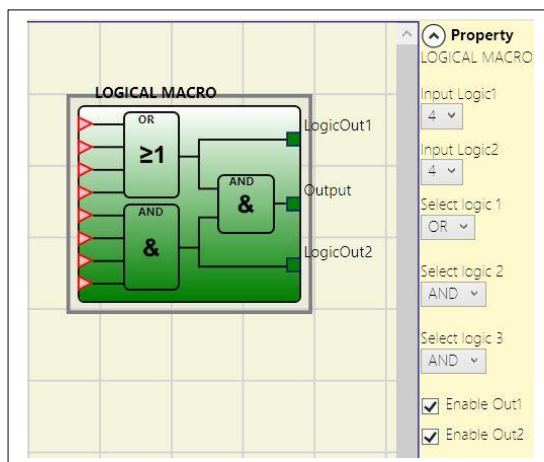 LOGICAL MACRO
OR
≥1
AND
&
AND
&
LogicOut1
Output
LogicOut2
Property
LOGICAL MACRO
Input Logic1
4
Input Logic2
4
Select logic 1
OR
Select logic 2
AND
Select logic 3
AND
Enable Out1
Enable Out2